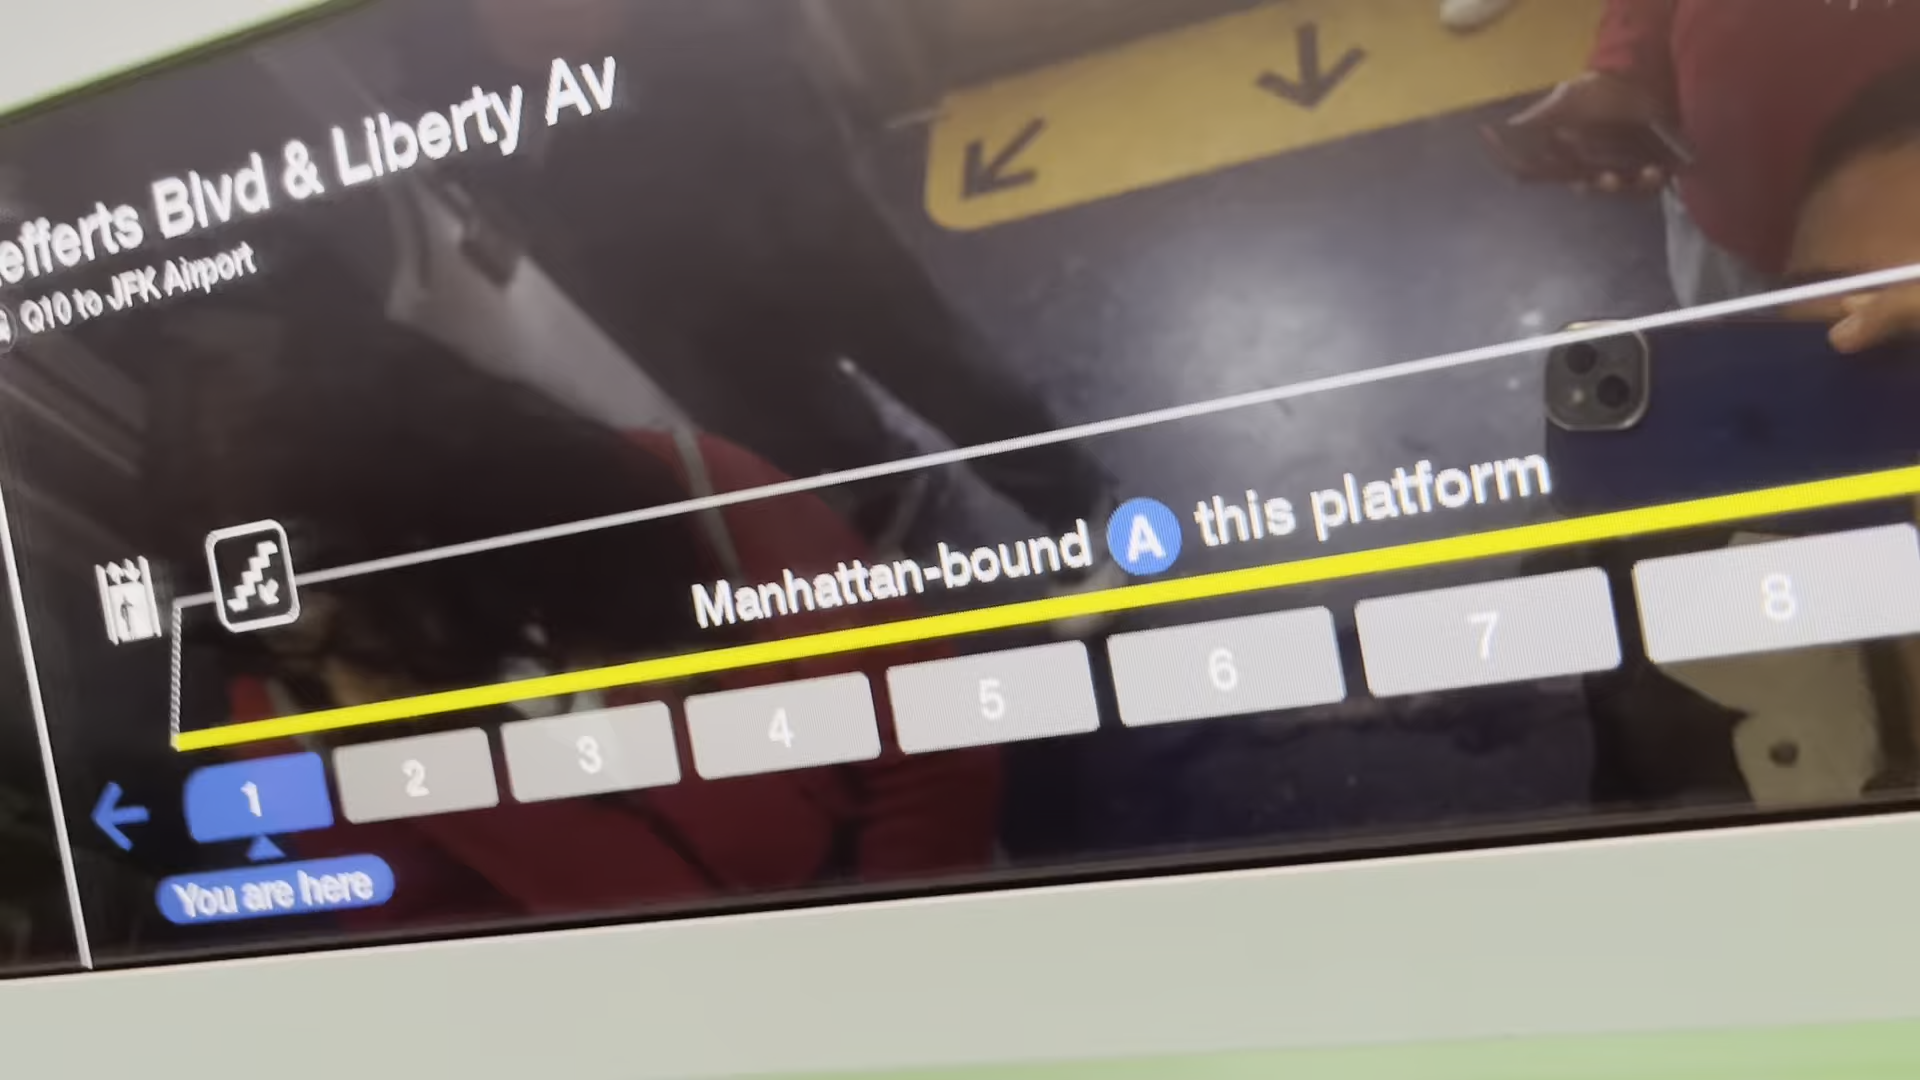 efferts Blvd & Liberty Av
Q10 to JFK Airport
Manhattan-bound A this platform
1 2 3 4 5 6 7 8
You are here